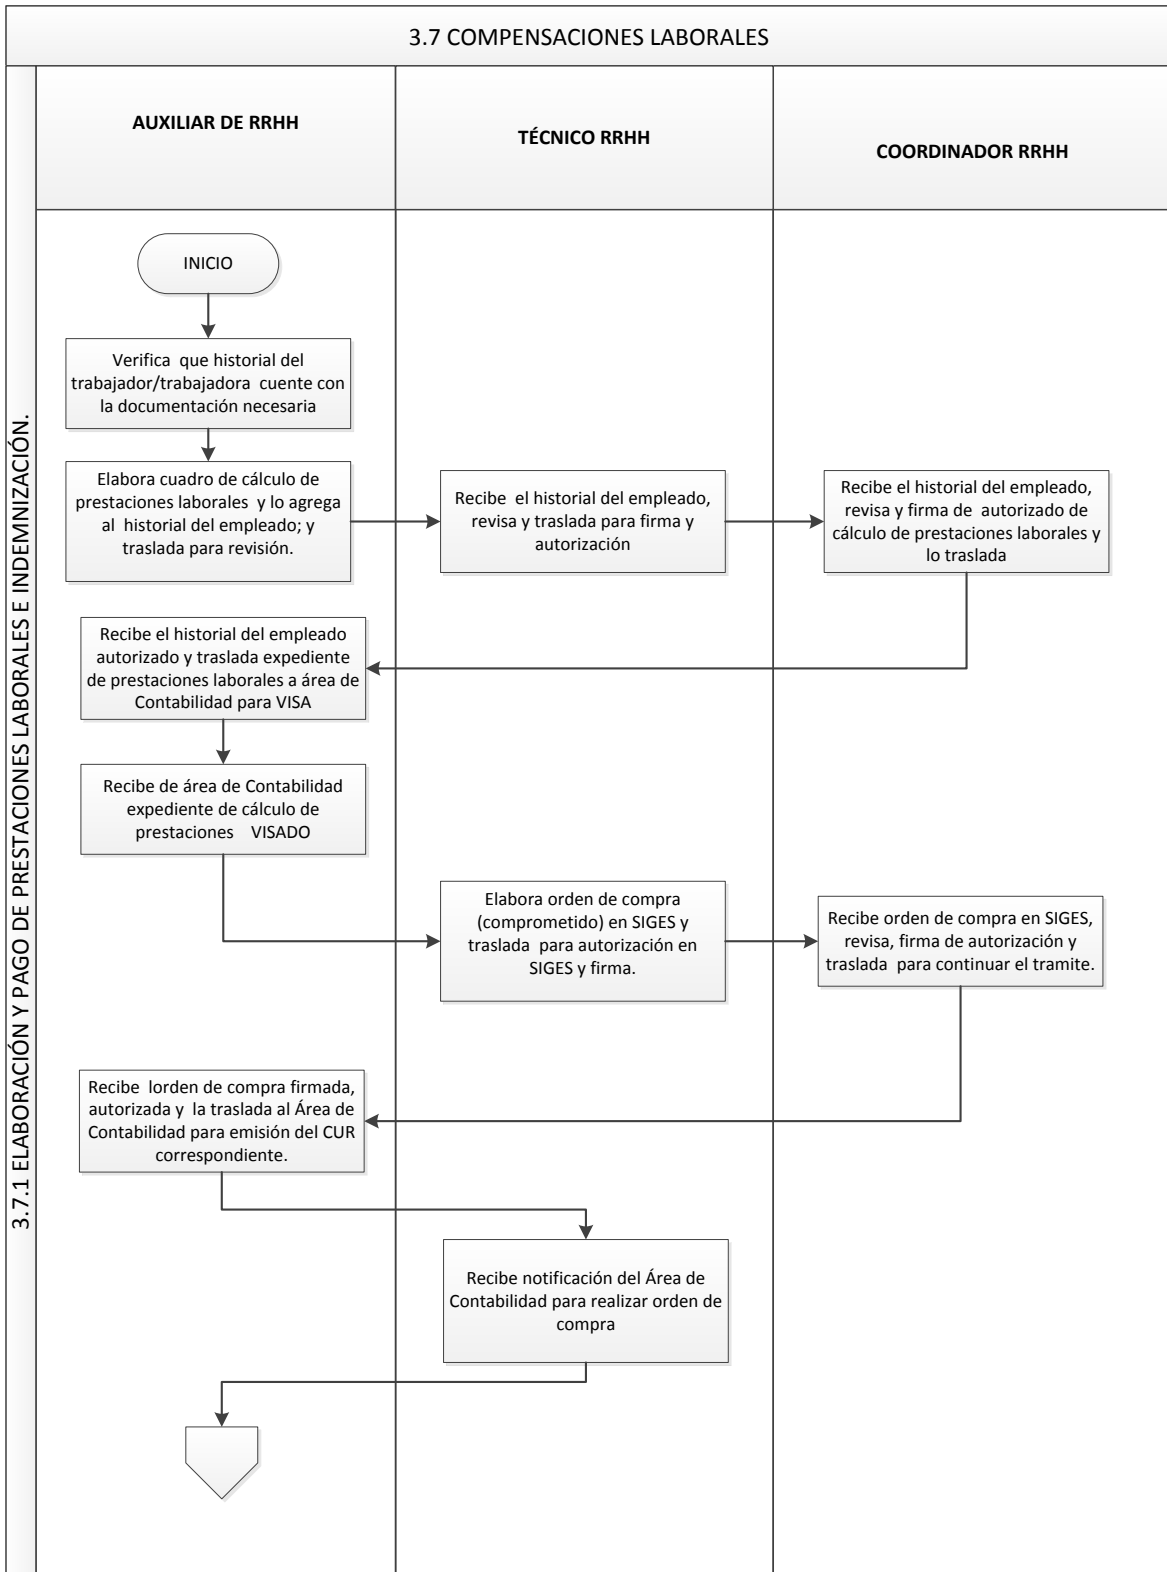 3.7 COMPENSACIONES LABORALES
3.7.1 ELABORACIÓN Y PAGO DE PRESTACIONES LABORALES E INDEMNIZACIÓN.
AUXILIAR DE RRHH
TÉCNICO RRHH
COORDINADOR RRHH
INICIO
Verifica que historial del
trabajador/trabajadora cuente con
la documentación necesaria
Elabora cuadro de cálculo de
prestaciones laborales y lo agrega
al historial del empleado; y
traslada para revisión.
Recibe el historial del empleado,
revisa y traslada para firma y
autorización
Recibe el historial del empleado,
revisa y firma de autorizado de
cálculo de prestaciones laborales y
lo traslada
Recibe el historial del empleado
autorizado y traslada expediente
de prestaciones laborales a área de
Contabilidad para VISA
Recibe de área de Contabilidad
expediente de cálculo de
prestaciones VISADO
Elabora orden de compra
(comprometido) en SIGES y
traslada para autorización en
SIGES y firma.
Recibe orden de compra en SIGES,
revisa, firma de autorización y
traslada para continuar el tramite.
Recibe lorden de compra firmada,
autorizada y la traslada al Área de
Contabilidad para emisión del CUR
correspondiente.
Recibe notificación del Área de
Contabilidad para realizar orden de
compra